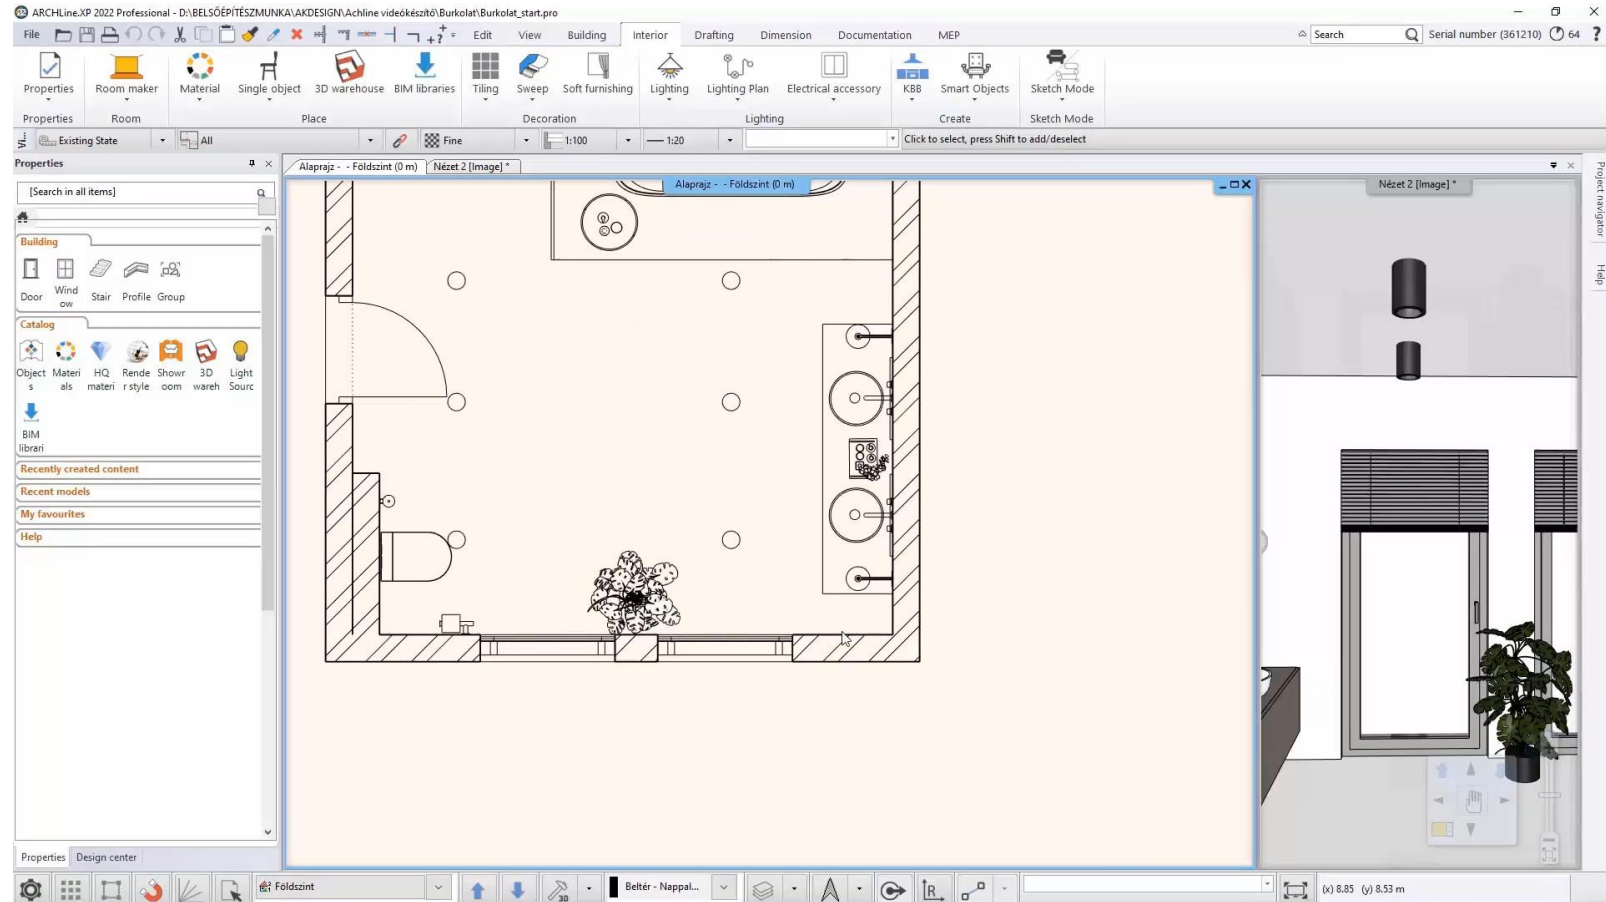 ARCHLine.XP 2022 Professional - D:\BELSŐÉPÍTÉSZMUNKA\AKDESIGN\Achline videókészítő\Burkolat\Burkolat_start.pro
File
Edit
View
Building
Interior
Drafting
Dimension
Documentation
MEP
Search
Serial number (361210)
64
?
Properties
Room maker
Material
Single object
3D warehouse
BIM libraries
Tiling
Sweep
Soft furnishing
Lighting
Lighting Plan
Electrical accessory
KBB
Smart Objects
Sketch Mode
Properties
Room
Place
Decoration
Lighting
Create
Sketch Mode
Existing State
All
Fine
1:100
1:20
Click to select, press Shift to add/deselect
Properties
Alaprajz - - Földszint (0 m)
Nézet 2 [Image] *
Alaprajz - - Földszint (0 m)
Nézet 2 [Image] *
Project navigator
Help
[Search in all items]
Building
Door
Wind
ow
Stair
Profile
Group
Catalog
Object
s
Materi
als
HQ
materi
Rende
r style
Showr
oom
3D
wareh
Light
Sourc
BIM
librari
Recently created content
Recent models
My favourites
Help
Properties
Design center
Földszint
3D
Beltér - Nappal...
R
(x) 8.85 (y) 8.53 m